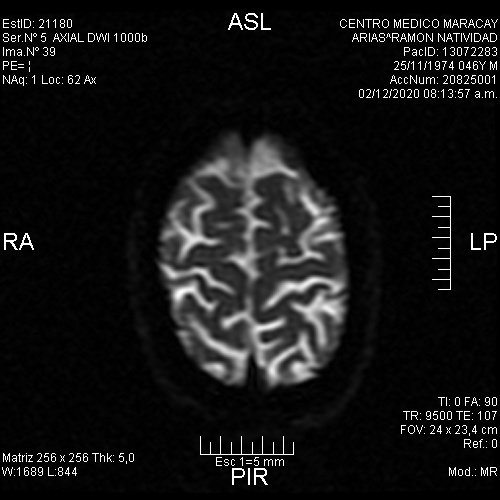 EstID: 21180
Ser.Nº 5 AXIAL DWI 1000b
Ima.Nº 39
PE= ¦
NAq: 1 Loc: 62 Ax
ASL
CENTRO MEDICO MARACAY
ARIAS^RAMON NATIVIDAD
PacID: 13072283
25/11/1974 046Y M
AccNum: 20825001
02/12/2020 08:13:57 a.m.
RA
LP
Matriz 256 x 256 Thk: 5,0
W:1689 L:844
Esc 1=5 mm
PIR
TI: 0 FA: 90
TR: 9500 TE: 107
FOV: 24 x 23,4 cm
Ref.: 0
Mod.: MR